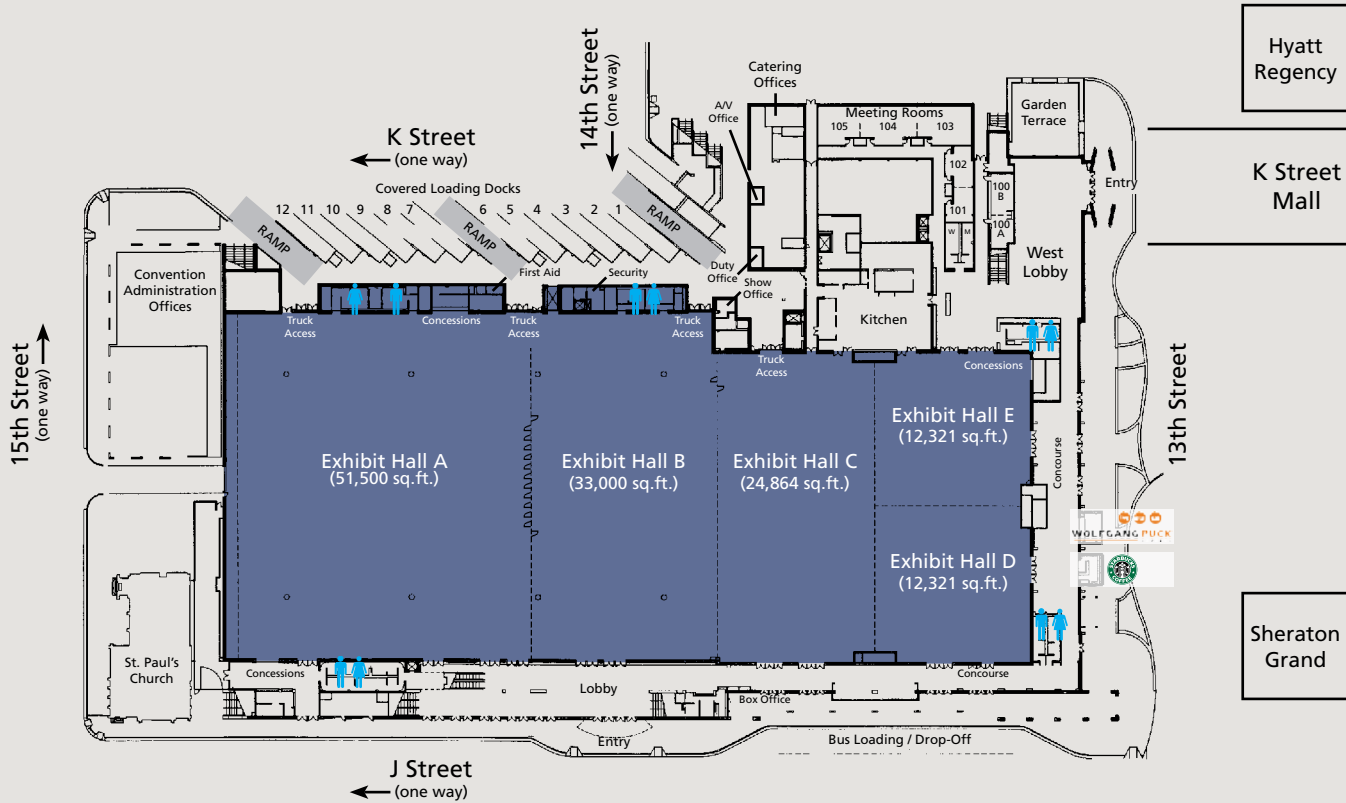 Hyatt
Regency
K Street
Mall
Sheraton
Grand
14th Street
(one way)
K Street
(one way)
15th Street
(one way)
13th Street
J Street
(one way)
Catering
Offices
A/V
Office
Meeting Rooms
105
104
103
102
101
W
M
100
B
100
A
Garden
Terrace
Entry
West
Lobby
Covered Loading Docks
12
11
10
9
8
7
6
5
4
3
2
1
RAMP
RAMP
RAMP
Convention
Administration
Offices
First Aid
Security
Duty
Office
Show
Office
Kitchen
Truck
Access
Concessions
Truck
Access
Truck
Access
Truck
Access
Concessions
Exhibit Hall A
(51,500 sq.ft.)
Exhibit Hall B
(33,000 sq.ft.)
Exhibit Hall C
(24,864 sq.ft.)
Exhibit Hall E
(12,321 sq.ft.)
Exhibit Hall D
(12,321 sq.ft.)
Concourse
WOLFGANG PUCK
STARBUCKS
COFFEE
St. Paul's
Church
Concessions
Lobby
Concourse
Box Office
Entry
Bus Loading / Drop-Off